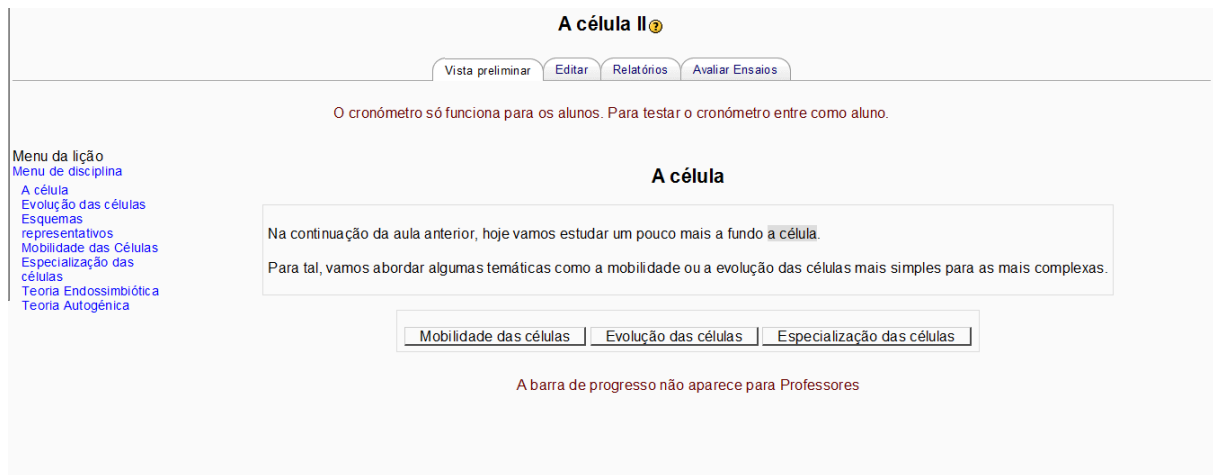 A célula II
Vista preliminar
Editar
Relatórios
Avaliar Ensaios
O cronómetro só funciona para os alunos. Para testar o cronómetro entre como aluno.
Menu da lição
Menu de disciplina
A célula
Evolução das células
Esquemas
representativos
Mobilidade das Células
Especialização das
células
Teoria Endossimbiótica
Teoria Autogénica
A célula
Na continuação da aula anterior, hoje vamos estudar um pouco mais a fundo a célula.
Para tal, vamos abordar algumas temáticas como a mobilidade ou a evolução das células mais simples para as mais complexas.
Mobilidade das células
Evolução das células
Especialização das células
A barra de progresso não aparece para Professores